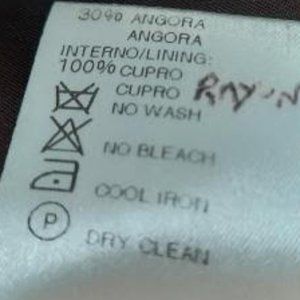 30% ANGORA
ANGORA
INTERNO/LINING:
100% CUPRO
CUPRO RAYON
NO WASH
NO BLEACH
COOL IRON
P DRY CLEAN